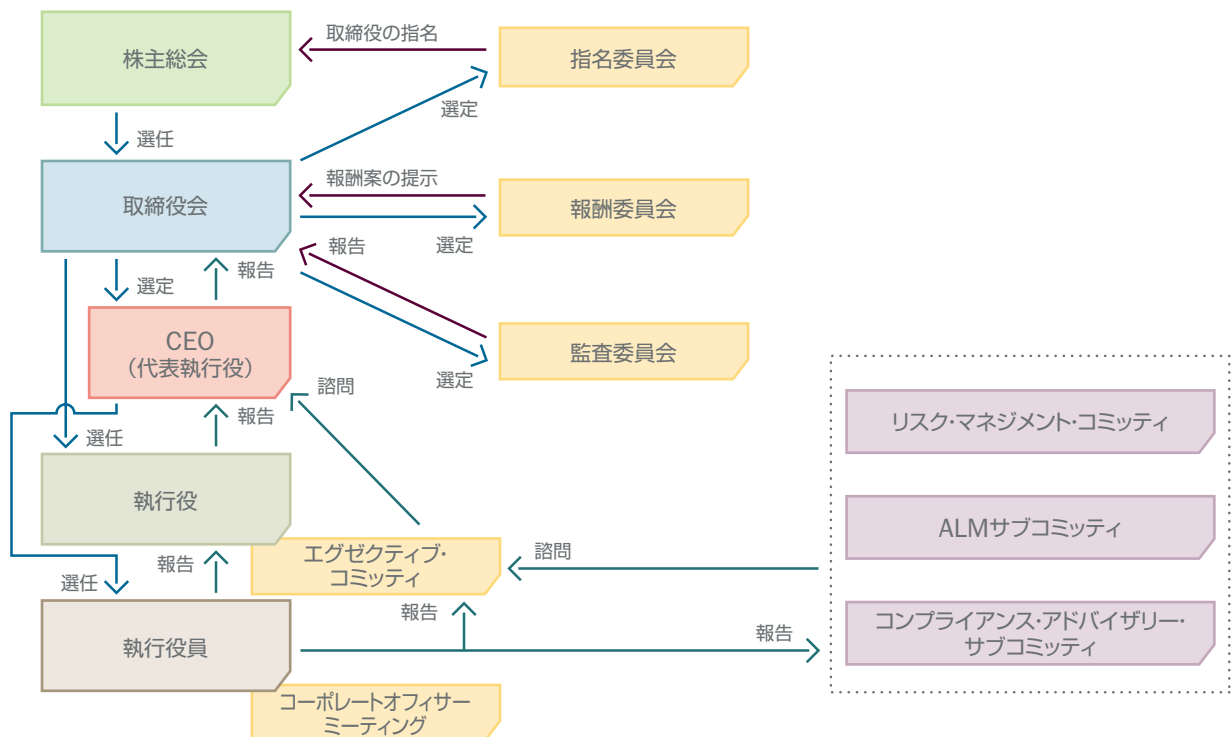 取締役の指名
株主総会
指名委員会
選定
選任
報酬案の提示
取締役会
報酬委員会
報告
選定
選定
報告
CEO
（代表執行役）
監査委員会
選定
諮問
報告
リスク・マネジメント・コミッティ
選任
執行役
ALMサブコミッティ
エグゼクティブ・
コミッティ
諮問
報告
選任
報告
報告
執行役員
コンプライアンス・アドバイザリー・
サブコミッティ
コーポレートオフィサー
ミーティング